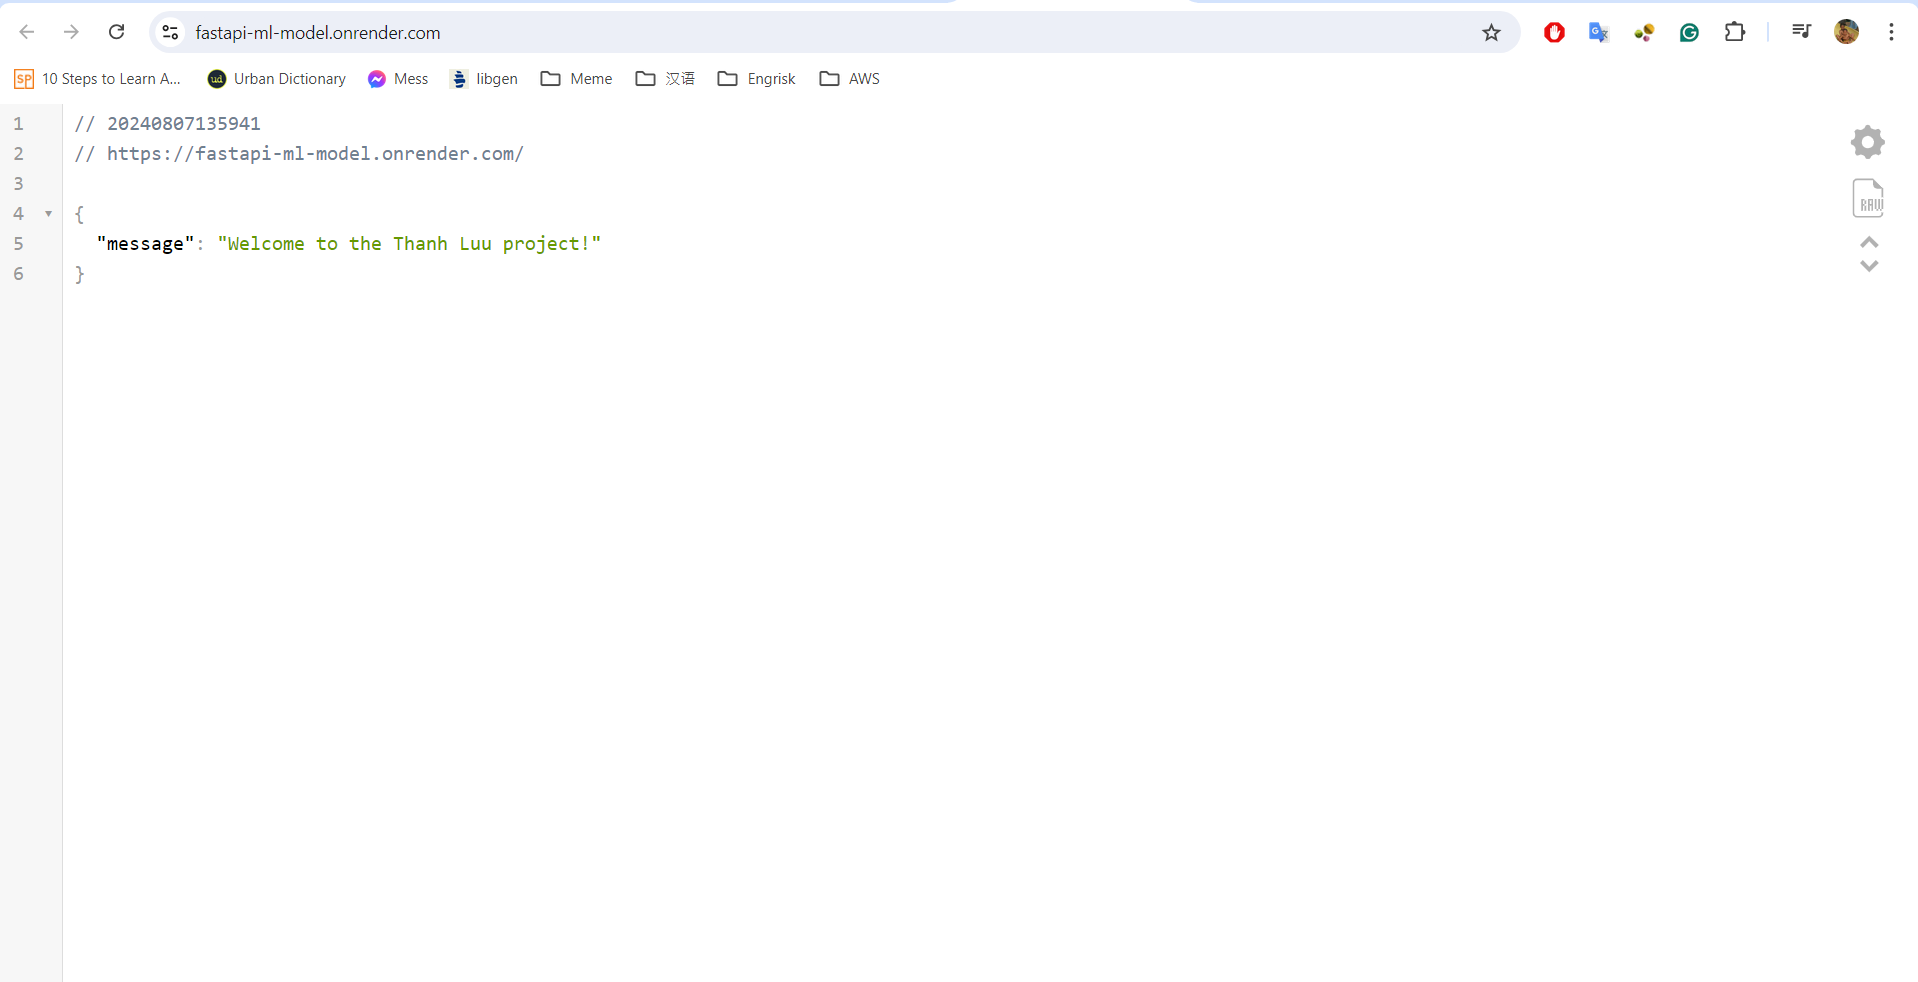 fastapi-ml-model.onrender.com
SP 10 Steps to Learn A... ud Urban Dictionary Mess libgen Meme 汉语 Engrisk AWS
1 // 20240807135941
2 // https://fastapi-ml-model.onrender.com/
3
4 {
5 "message": "Welcome to the Thanh Luu project!"
6 }
RAW